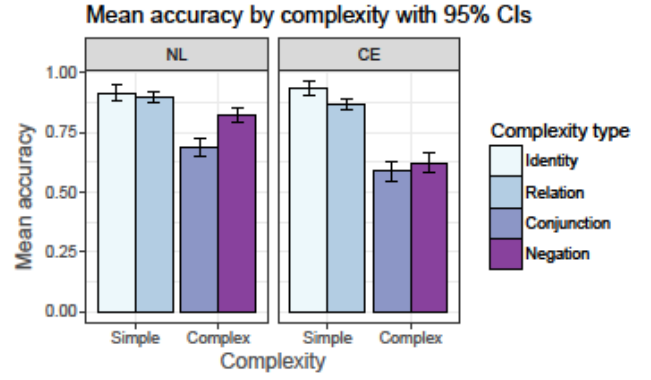 Mean accuracy by complexity with 95% CIs
NL
CE
1.00
0.75
0.50
0.25
0.00
Mean accuracy
Simple
Complex
Simple
Complex
Complexity
Complexity type
Identity
Relation
Conjunction
Negation